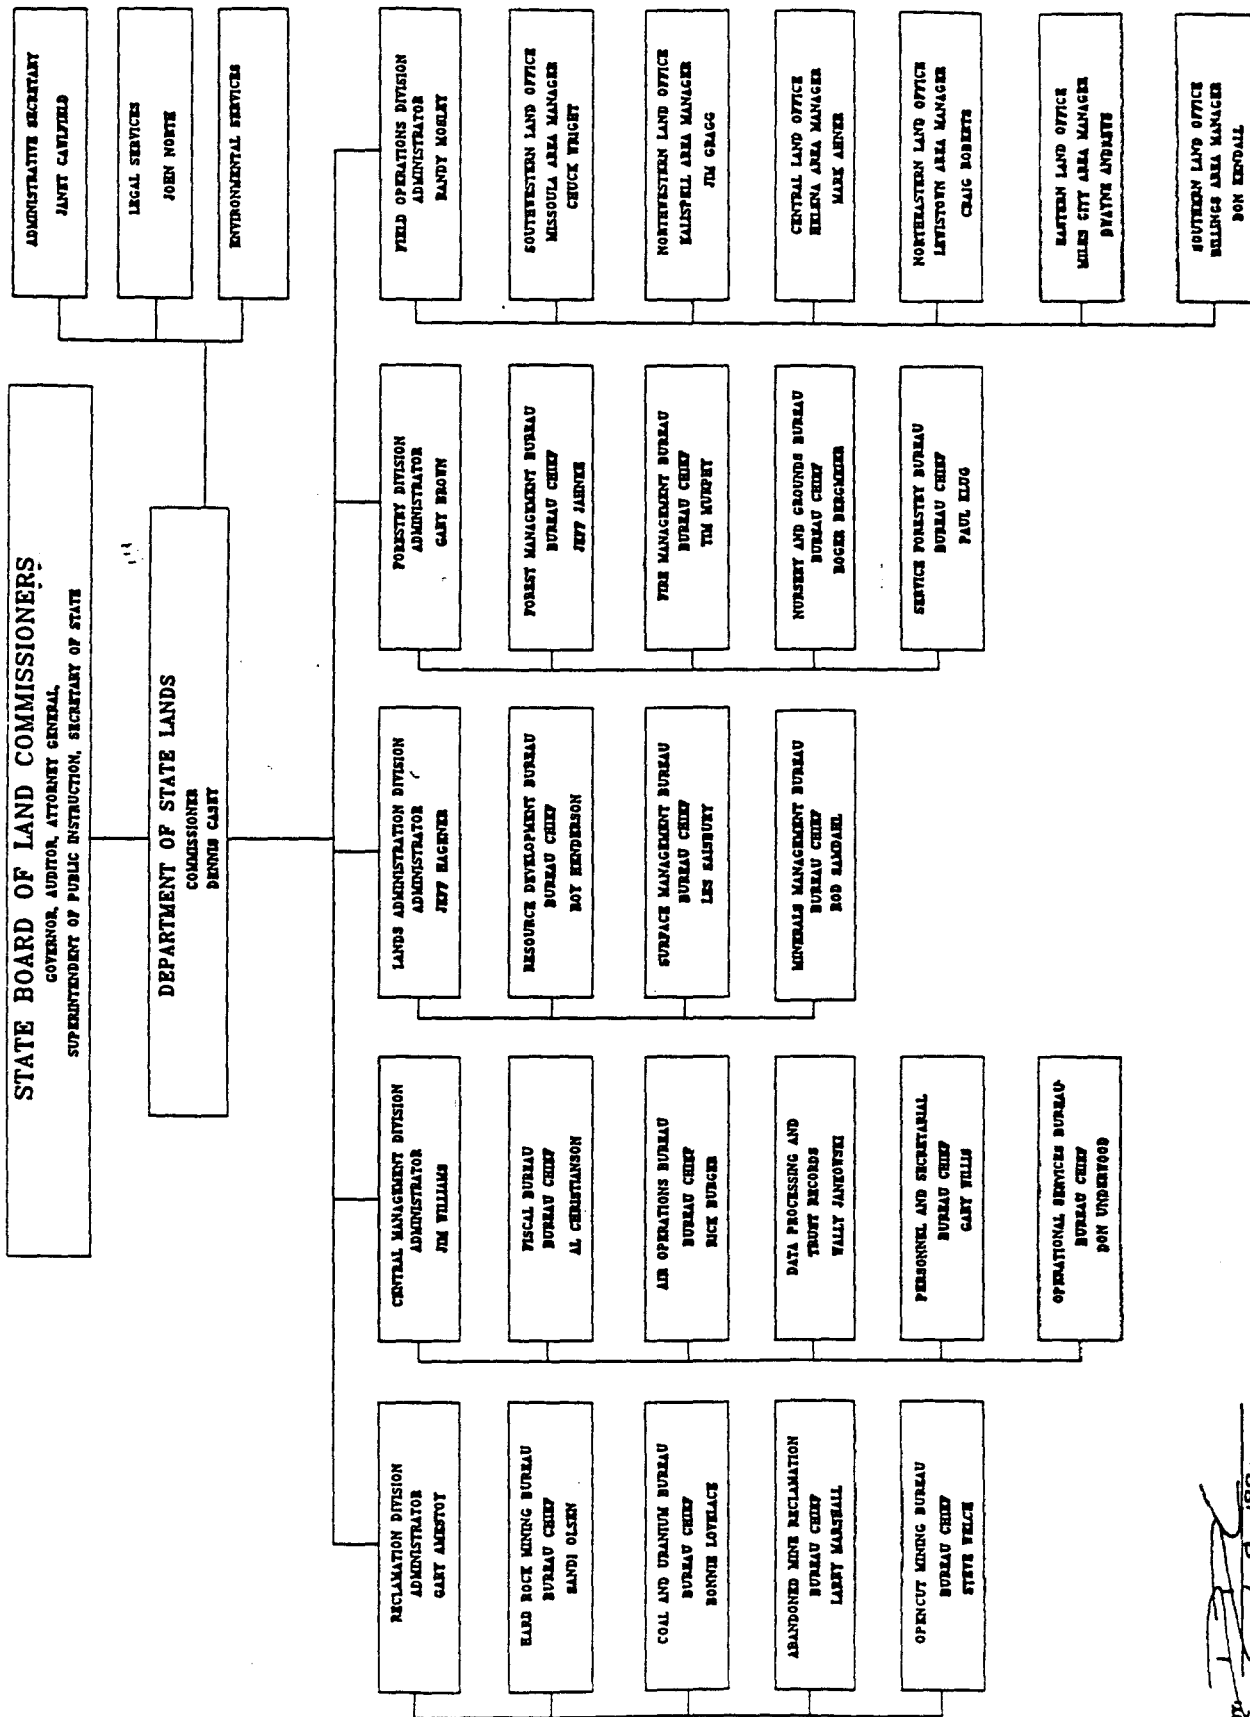 STATE BOARD OF LAND COMMISSIONERS
GOVERNOR, AUDITOR, ATTORNEY GENERAL,
SUPERINTENDENT OF PUBLIC INSTRUCTION, SECRETARY OF STATE
DEPARTMENT OF STATE LANDS
COMMISSIONER
DENNIS CASEY
ADMINISTRATIVE SECRETARY
JANET CAWLFIELD
LEGAL SERVICES
JOHN NORTH
ENVIRONMENTAL SERVICES
RECLAMATION DIVISION
ADMINISTRATOR
GARY AMESTOY
HARD ROCK MINING BUREAU
BUREAU CHIEF
SANDI OLSEN
COAL AND URANIUM BUREAU
BUREAU CHIEF
BONNIE LOVELACE
ABANDONED MINE RECLAMATION
BUREAU CHIEF
LARRY MARSHALL
OPENCUT MINING BUREAU
BUREAU CHIEF
STEVE WELCH
CENTRAL MANAGEMENT DIVISION
ADMINISTRATOR
JIM WILLIAMS
FISCAL BUREAU
BUREAU CHIEF
AL CHRISTIANSON
AIR OPERATIONS BUREAU
BUREAU CHIEF
RICK BURGER
DATA PROCESSING AND
TRUST RECORDS
WALLY JANKOWSKI
PERSONNEL AND SECRETARIAL
BUREAU CHIEF
GARY WILLIS
OPERATIONAL SERVICES BUREAU
BUREAU CHIEF
DON UNDERWOOD
LANDS ADMINISTRATION DIVISION
ADMINISTRATOR
JEFF HAGENER
RESOURCE DEVELOPMENT BUREAU
BUREAU CHIEF
ROY HENDERSON
SURFACE MANAGEMENT BUREAU
BUREAU CHIEF
LES SAISBURY
MINERALS MANAGEMENT BUREAU
BUREAU CHIEF
ROD SAMDAHL
FORESTRY DIVISION
ADMINISTRATOR
GARY BROWN
FOREST MANAGEMENT BUREAU
BUREAU CHIEF
JEFF JAHNKE
FIRE MANAGEMENT BUREAU
BUREAU CHIEF
TIM MURPHY
NURSERY AND GROUNDS BUREAU
BUREAU CHIEF
ROGER BERGMEIER
SERVICE FORESTRY BUREAU
BUREAU CHIEF
PAUL KLUG
FIELD OPERATIONS DIVISION
ADMINISTRATOR
RANDY MOSLEY
SOUTHWESTERN LAND OFFICE
MISSOULA AREA MANAGER
CHUCK WRIGHT
NORTHWESTERN LAND OFFICE
KALISPELL AREA MANAGER
JIM GRAGG
CENTRAL LAND OFFICE
HELENA AREA MANAGER
MARK AHNER
NORTHEASTERN LAND OFFICE
LEWISTOWN AREA MANAGER
CRAIG ROBERTS
EASTERN LAND OFFICE
MILES CITY AREA MANAGER
DWAYNE ANDREWS
SOUTHERN LAND OFFICE
BILLINGS AREA MANAGER
DON KENDALL